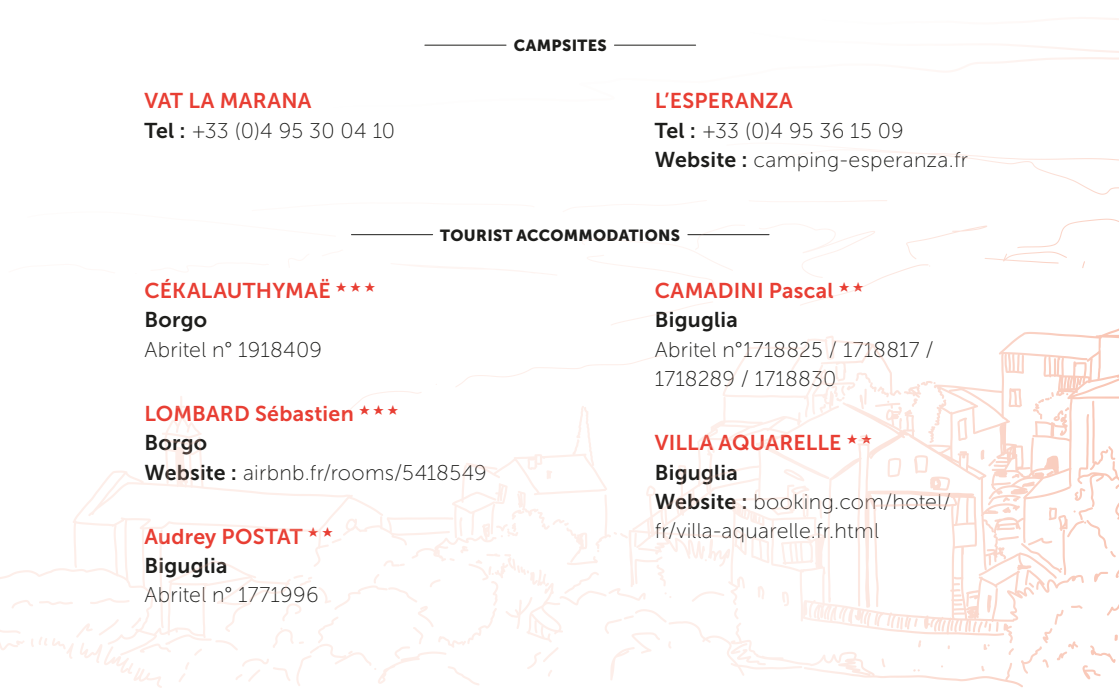 CAMPSITES
VAT LA MARANA
Tel : +33 (0)4 95 30 04 10
L'ESPERANZA
Tel : +33 (0)4 95 36 15 09
Website : camping-esperanza.fr
TOURIST ACCOMMODATIONS
CÉKALAUTHYMAË ★★★
Borgo
Abritel n° 1918409
LOMBARD Sébastien ★★★
Borgo
Website : airbnb.fr/rooms/5418549
Audrey POSTAT ★★
Biguglia
Abritel n° 1771996
CAMADINI Pascal ★★
Biguglia
Abritel n°1718825 / 1718817 /
1718289 / 1718830
VILLA AQUARELLE ★★
Biguglia
Website : booking.com/hotel/
fr/villa-aquarelle.fr.html